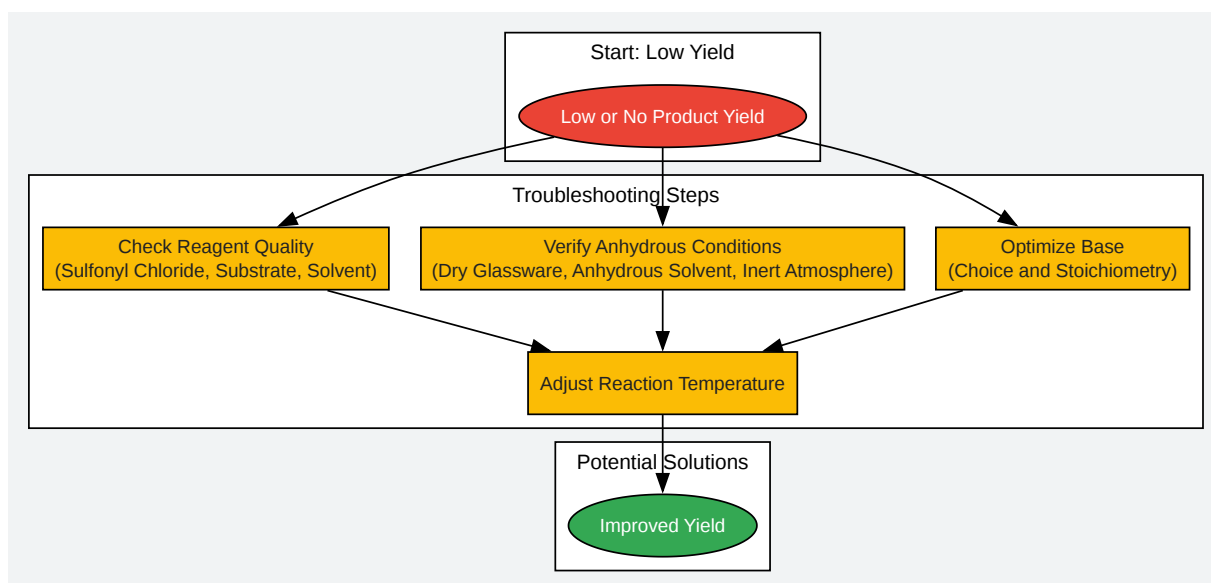 Start: Low Yield
Low or No Product Yield
Troubleshooting Steps
Check Reagent Quality
(Sulfonyl Chloride, Substrate, Solvent)
Verify Anhydrous Conditions
(Dry Glassware, Anhydrous Solvent, Inert Atmosphere)
Optimize Base
(Choice and Stoichiometry)
Adjust Reaction Temperature
Potential Solutions
Improved Yield